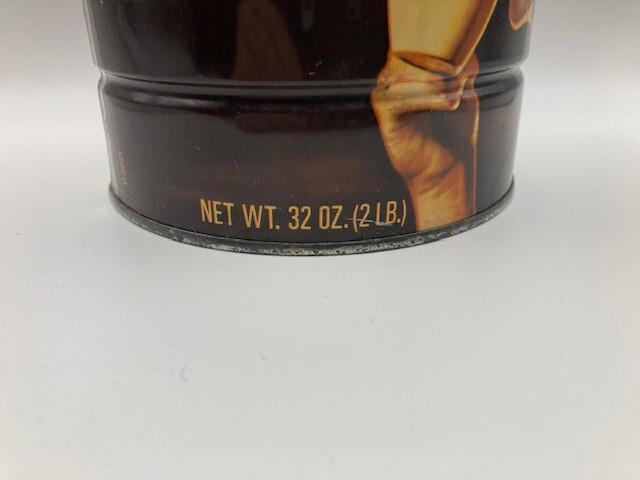 NET WT. 32 OZ. (2 LB.)